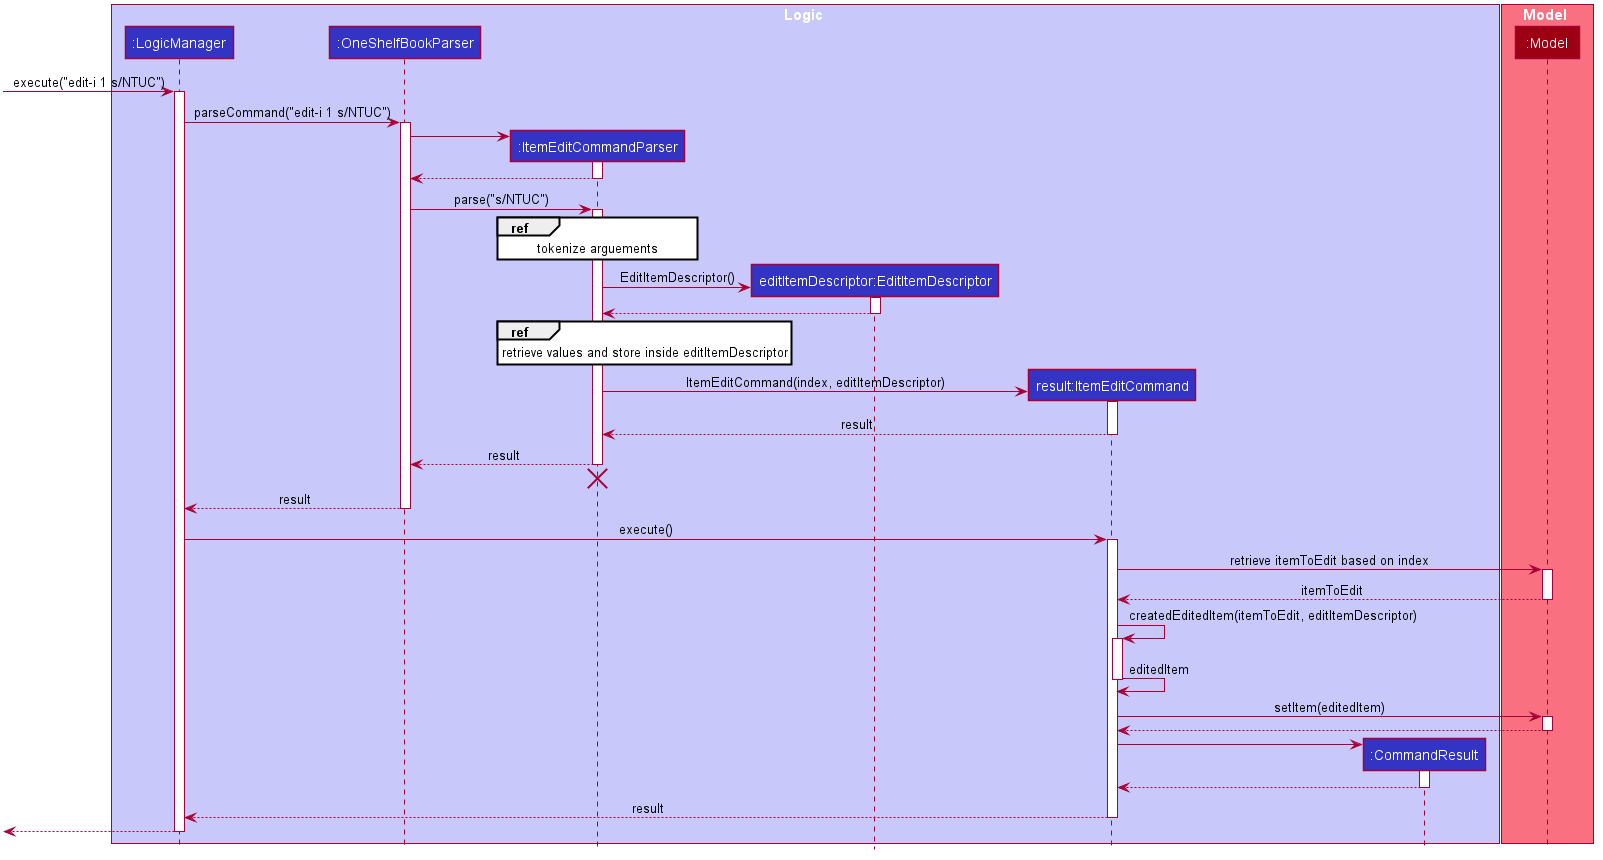 Logic
Model
:LogicManager
:OneShelfBookParser
:Model
execute("edit-i 1 s/NTUC")
parseCommand("edit-i 1 s/NTUC")
:ItemEditCommandParser
parse("s/NTUC")
ref
tokenize arguements
EditItemDescriptor()
editItemDescriptor:EditItemDescriptor
ref
retrieve values and store inside editItemDescriptor
ItemEditCommand(index, editItemDescriptor)
result:ItemEditCommand
result
result
result
execute()
retrieve itemToEdit based on index
itemToEdit
createdEditedItem(itemToEdit, editItemDescriptor)
editedItem
setItem(editedItem)
:CommandResult
result